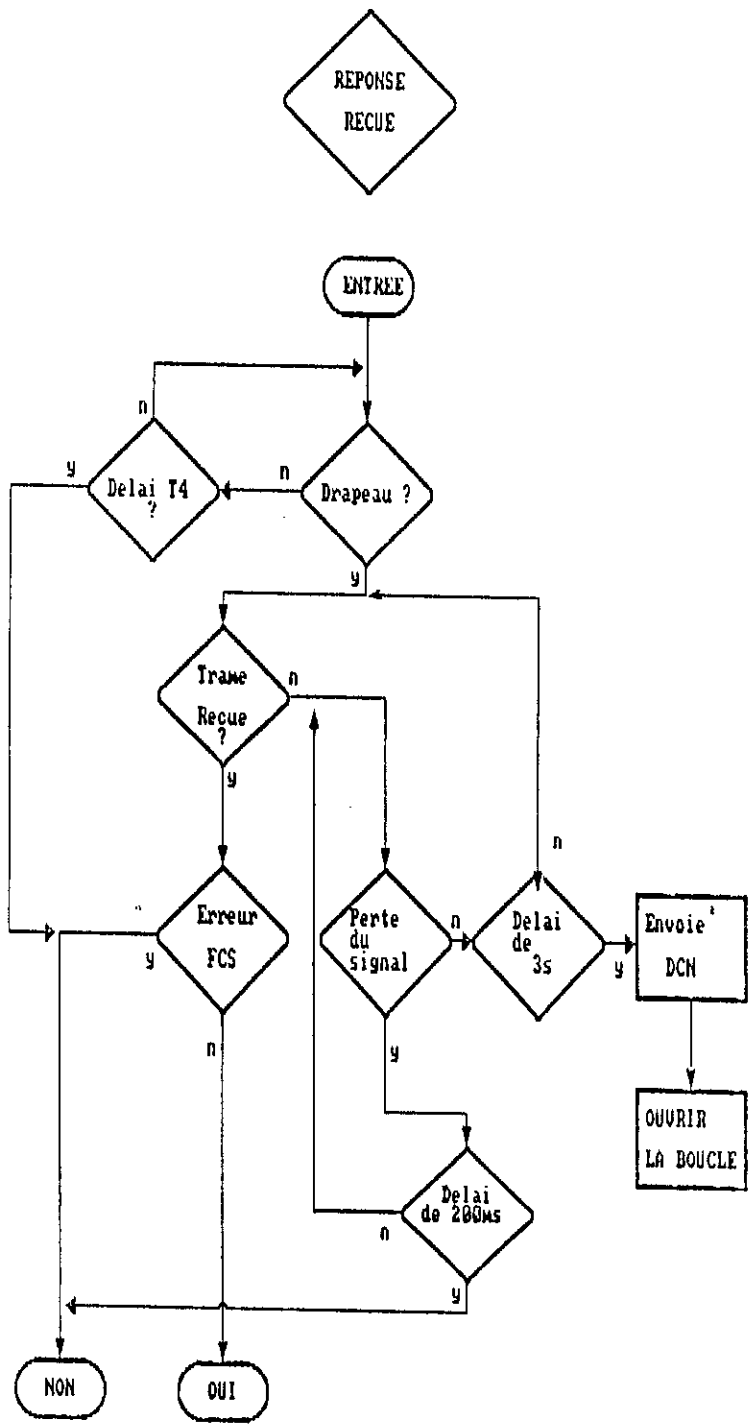 REPONSE
RECUE
ENTREE
n
y
n
Delai T4
?
Drapeau ?
y
Trame
Recue
?
n
y
n
Erreur
FCS
y
n
Perte
du
signal
n
y
Delai
de
3s
y
Envoie
DCN
OUVRIR
LA BOUCLE
Delai
de 200ms
n
y
NON
OUI